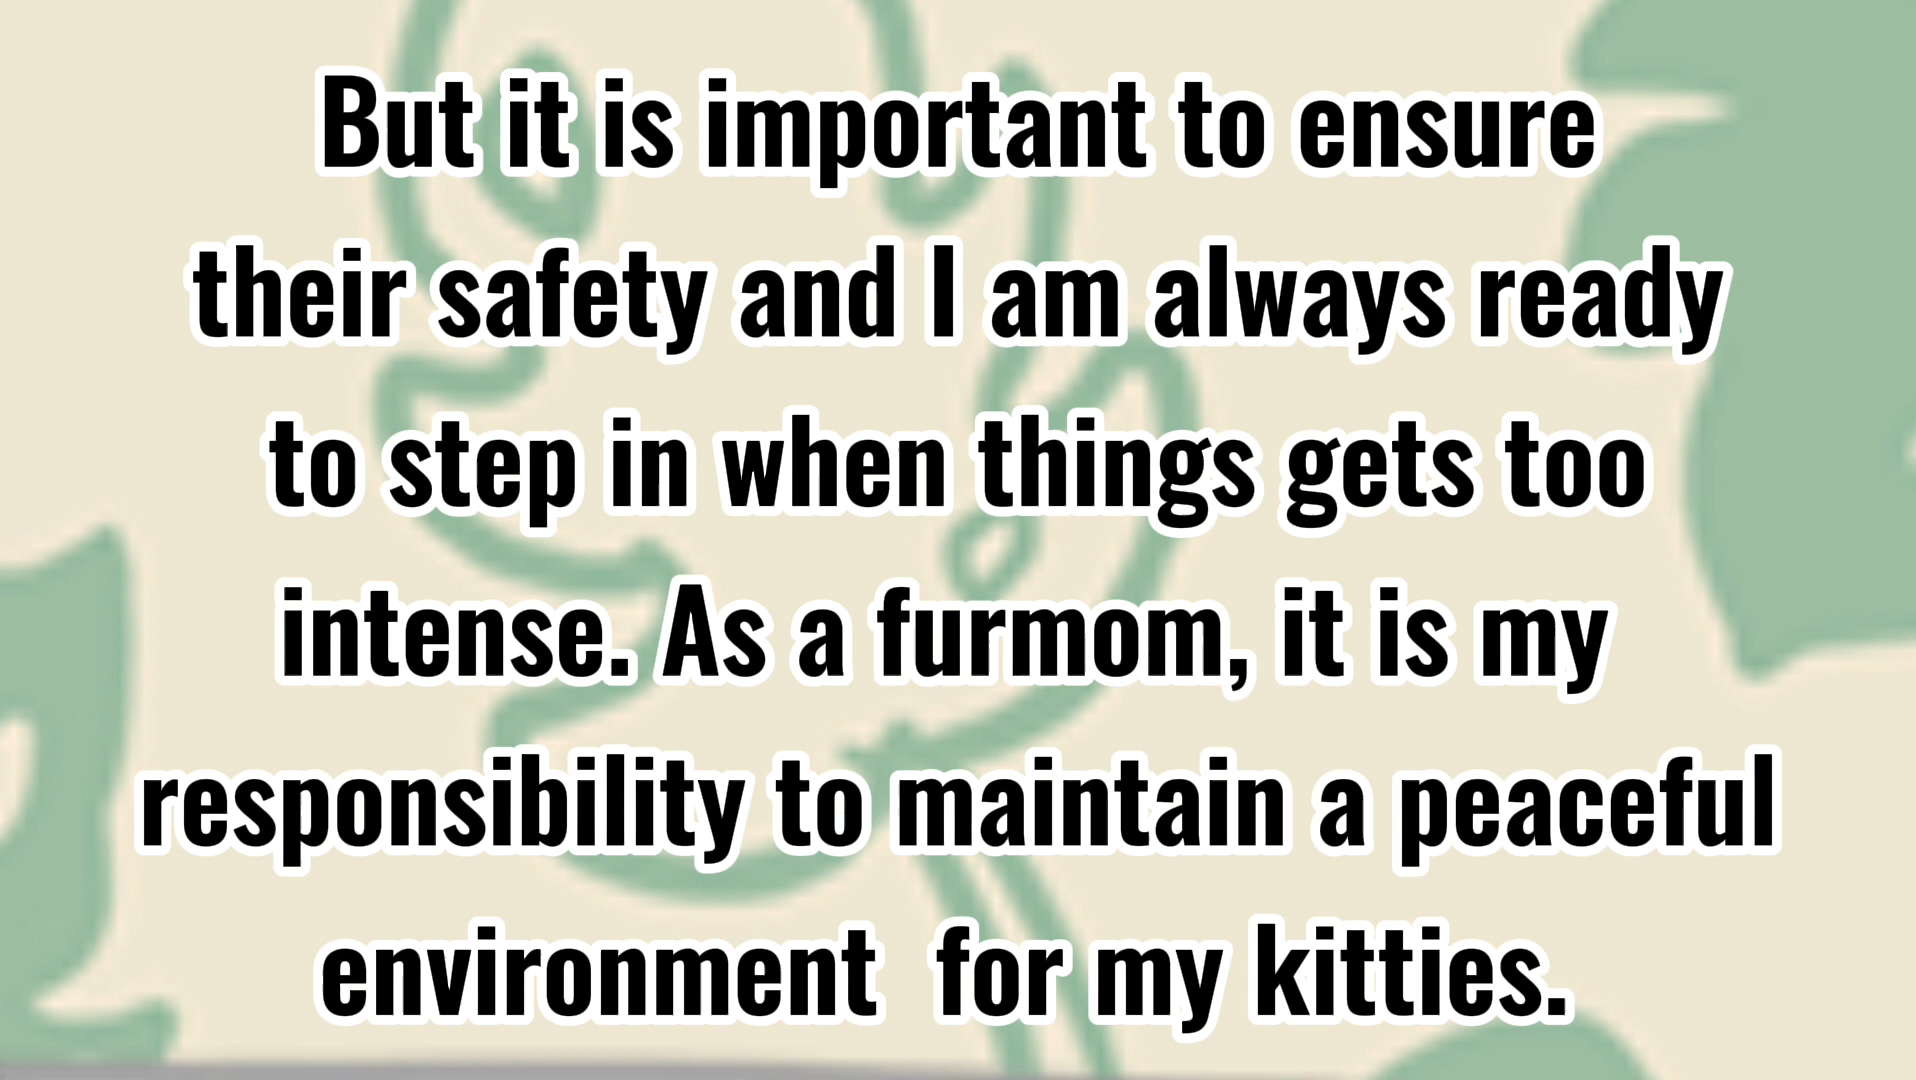 But it is important to ensure
their safety and I am always ready
to step in when things gets too
intense. As a furmom, it is my
responsibility to maintain a peaceful
environment  for my kitties.